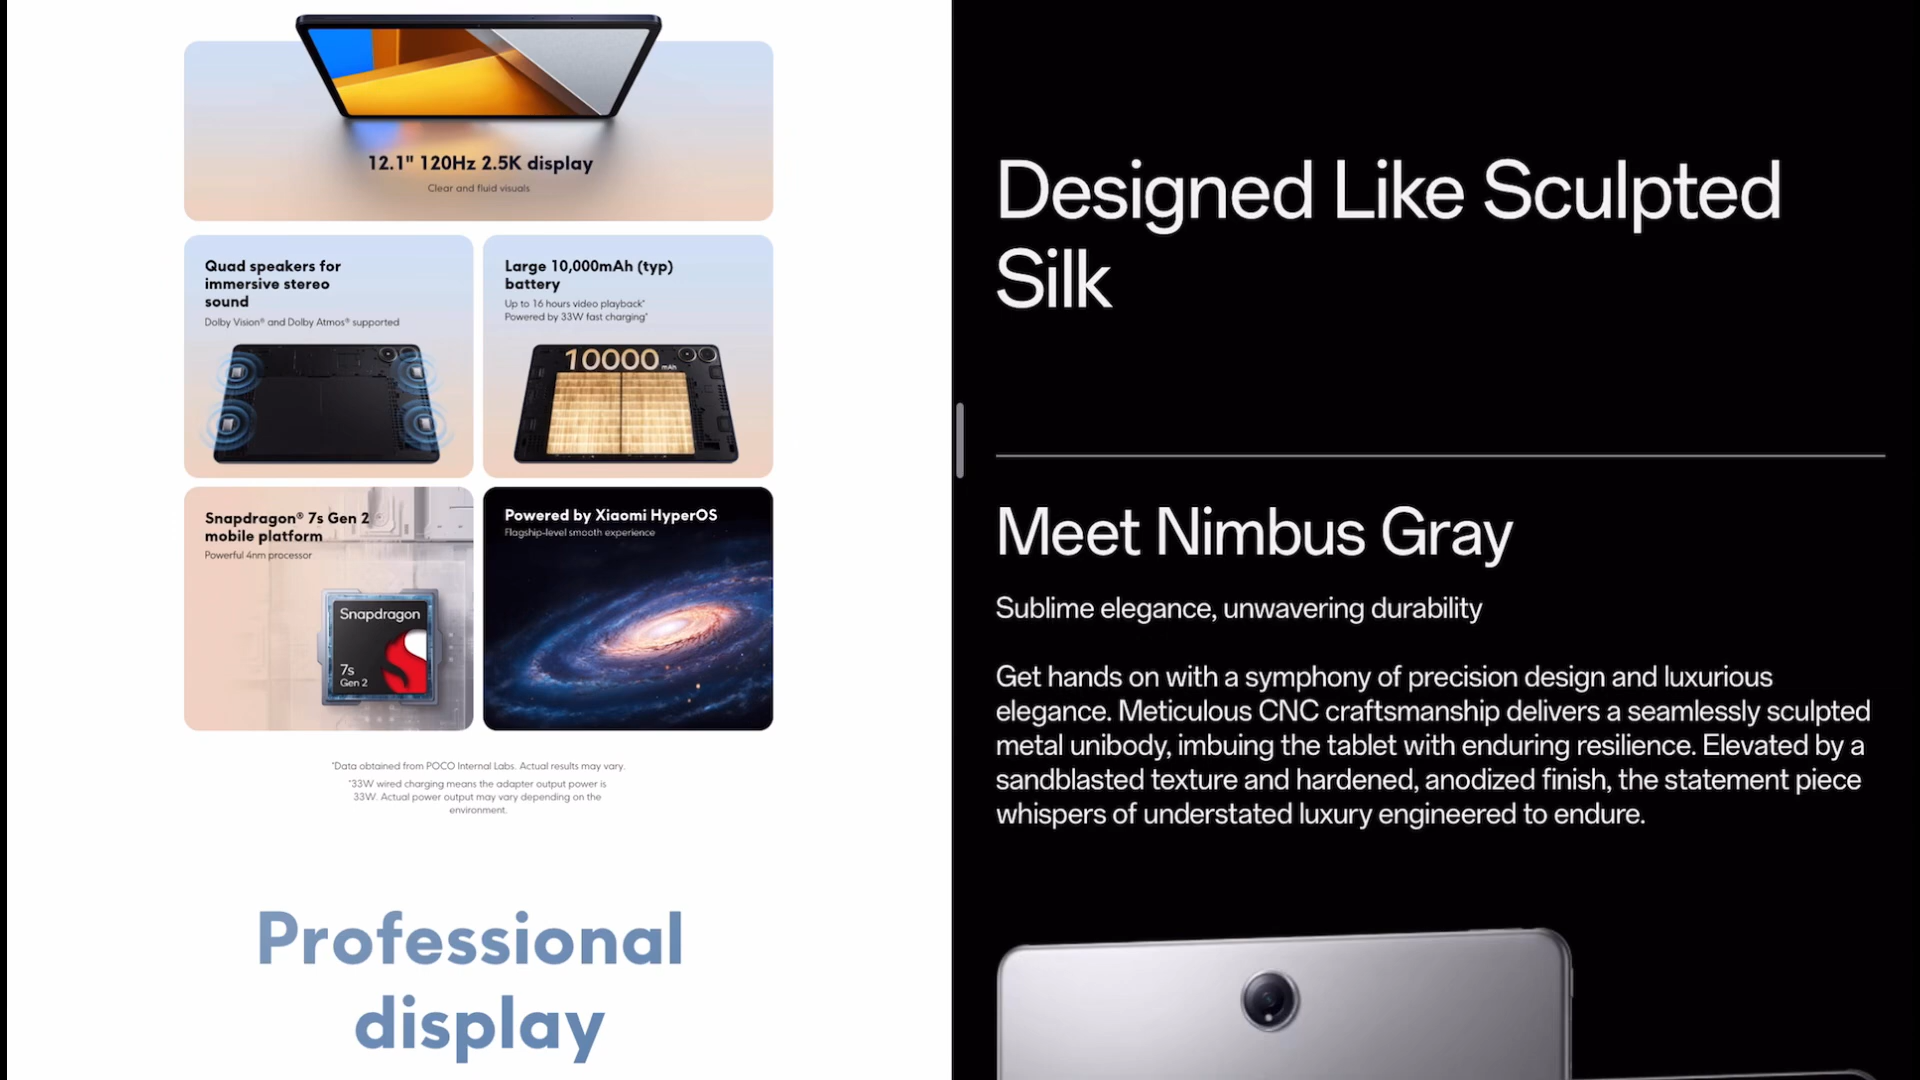 12.1" 120Hz 2.5K display
Clear and fluid visuals
Quad speakers for
immersive stereo
sound
Dolby Vision® and Dolby Atmos® supported
Large 10,000mAh (typ)
battery
Up to 16 hours video playback*
Powered by 33W fast charging*
10000 mAh
Snapdragon® 7s Gen 2
mobile platform
Powerful 4nm processor
Snapdragon
7s
Gen 2
Powered by Xiaomi HyperOS
Flagship-level smooth experience
*Data obtained from POCO Internal Labs. Actual results may vary.
*33W wired charging means the adapter output power is
33W. Actual power output may vary depending on the
environment.
Professional
display
Designed Like Sculpted
Silk
Meet Nimbus Gray
Sublime elegance, unwavering durability
Get hands on with a symphony of precision design and luxurious
elegance. Meticulous CNC craftsmanship delivers a seamlessly sculpted
metal unibody, imbuing the tablet with enduring resilience. Elevated by a
sandblasted texture and hardened, anodized finish, the statement piece
whispers of understated luxury engineered to endure.